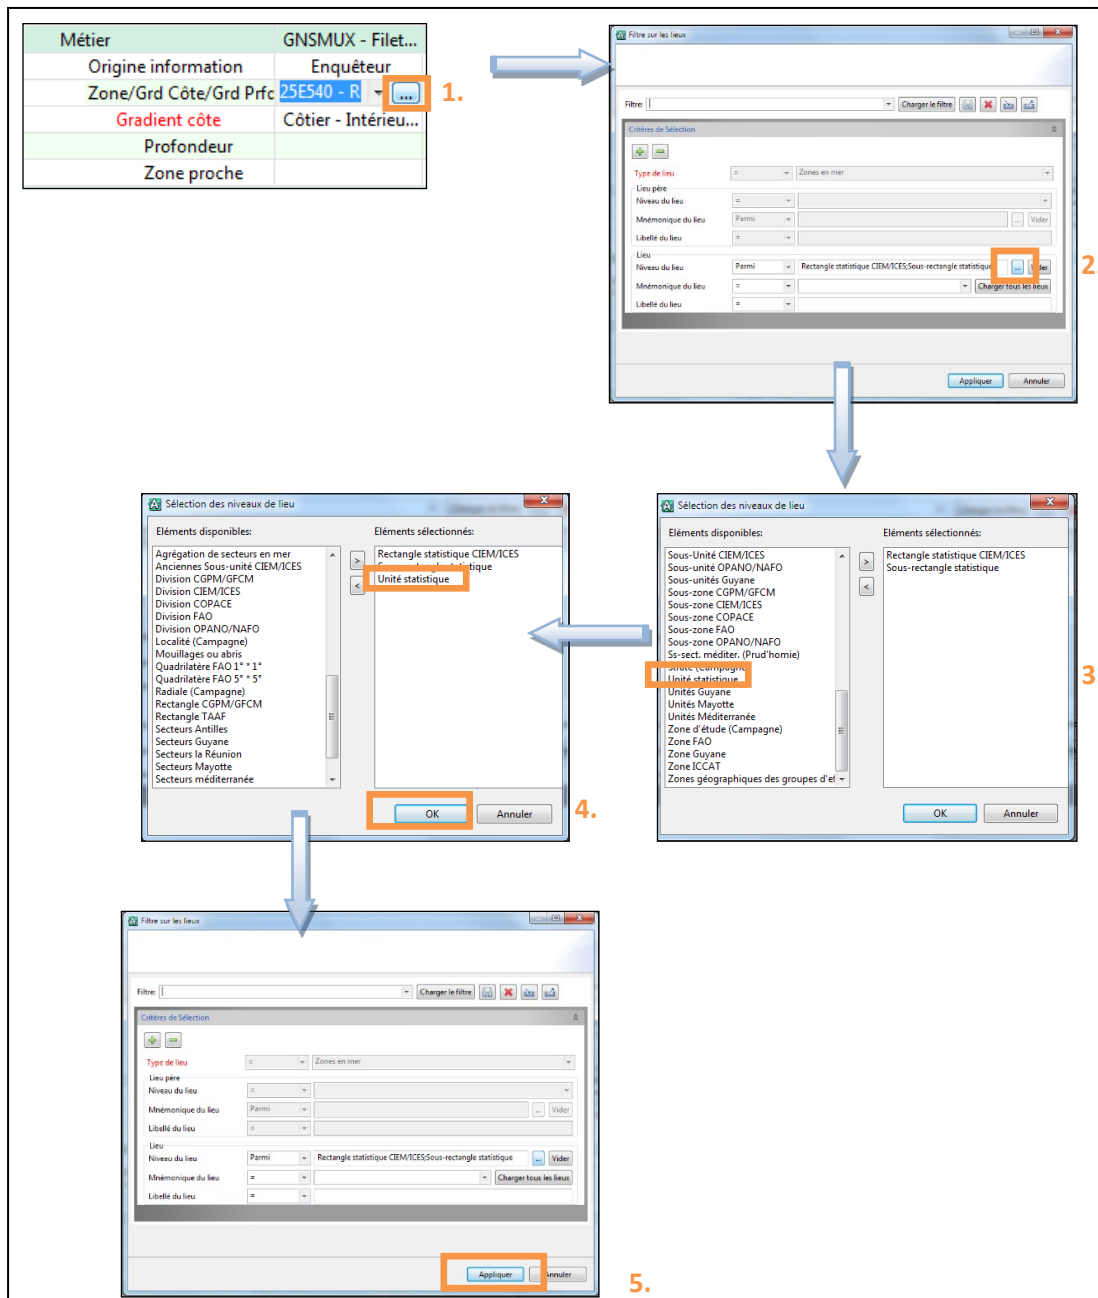 Métier GNSMUX - Filet...
Origine information Enquêteur
Zone/Grd Côte/Grd Prfc 25E540 - R ...
Gradient côte Côtier - Intérieu...
Profondeur
Zone proche
1.
Filtre sur les lieux
Filtre: Charger le filtre
Critères de Sélection
Type de lieu = Zones en mer
Lieu père
Niveau du lieu =
Mnémonique du lieu Parmi ... Vider
Libellé du lieu =
Lieu
Niveau du lieu Parmi Rectangle statistique CIEM/ICES;Sous-rectangle statistique ... Vider
Mnémonique du lieu = Charger tous les lieux
Libellé du lieu =
Appliquer Annuler
2
Sélection des niveaux de lieu
Eléments disponibles: Eléments sélectionnés:
Agrégation de secteurs en mer
Anciennes Sous-unité CIEM/ICES
Division CGPM/GFCM
Division CIEM/ICES
Division COPACE
Division FAO
Division OPANO/NAFO
Localité (Campagne)
Mouillages ou abris
Quadrilatère FAO 1° * 1°
Quadrilatère FAO 5° * 5°
Radiale (Campagne)
Rectangle CGPM/GFCM
Rectangle TAAF
Secteurs Antilles
Secteurs Guyane
Secteurs la Réunion
Secteurs Mayotte
Secteurs méditerranée
>
<
Rectangle statistique CIEM/ICES
Sous-rectangle statistique
Unité statistique
OK Annuler
4.
Sélection des niveaux de lieu
Eléments disponibles: Eléments sélectionnés:
Sous-Unité CIEM/ICES
Sous-unité OPANO/NAFO
Sous-unités Guyane
Sous-zone CGPM/GFCM
Sous-zone CIEM/ICES
Sous-zone COPACE
Sous-zone FAO
Sous-zone OPANO/NAFO
Ss-sect. méditer. (Prud'homie)
Strate (Campagne)
Unité statistique
Unités Guyane
Unités Mayotte
Unités Méditerranée
Zone d'étude (Campagne)
Zone FAO
Zone Guyane
Zone ICCAT
Zones géographiques des groupes d'ef
>
<
Rectangle statistique CIEM/ICES
Sous-rectangle statistique
OK Annuler
3
Filtre sur les lieux
Filtre: Charger le filtre
Critères de Sélection
Type de lieu = Zones en mer
Lieu père
Niveau du lieu =
Mnémonique du lieu Parmi ... Vider
Libellé du lieu =
Lieu
Niveau du lieu Parmi Rectangle statistique CIEM/ICES;Sous-rectangle statistique ... Vider
Mnémonique du lieu = Charger tous les lieux
Libellé du lieu =
Appliquer Annuler
5.